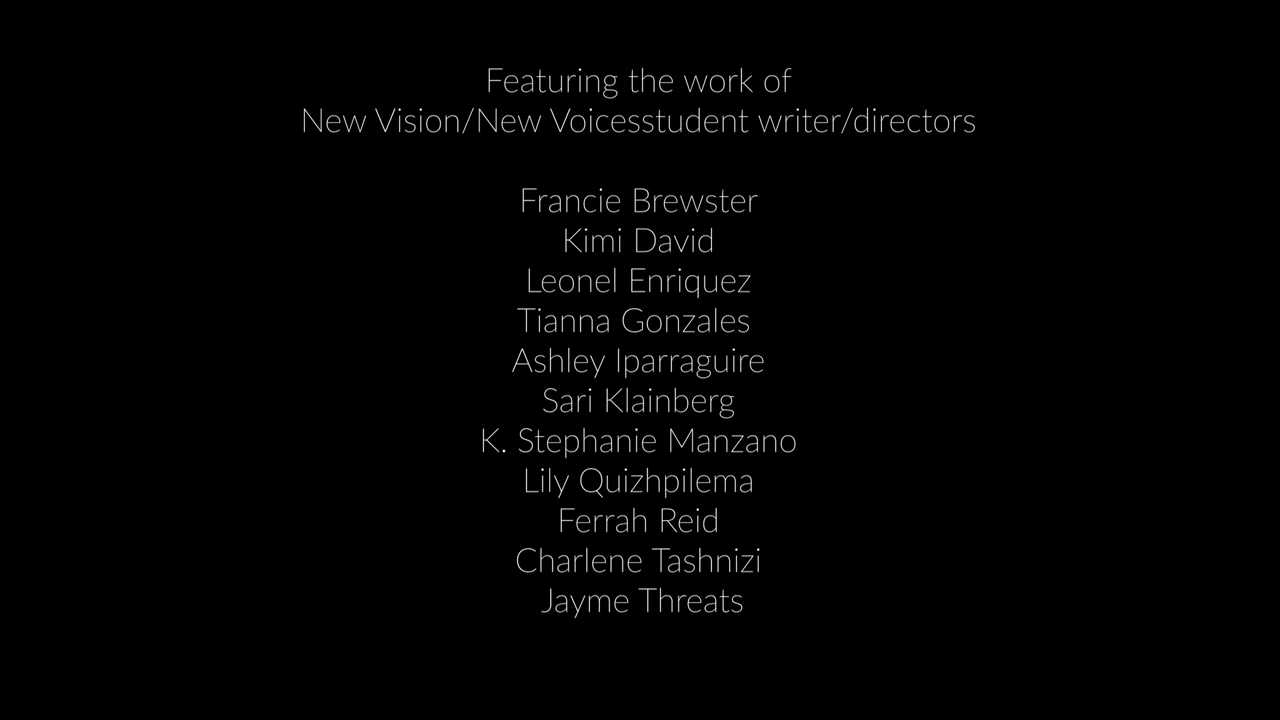 Featuring the work of
New Vision/New Voicesstudent writer/directors
Francie Brewster
Kimi David
Leonel Enriquez
Tianna Gonzales
Ashley Iparraguire
Sari Klainberg
K. Stephanie Manzano
Lily Quizhpilema
Ferrah Reid
Charlene Tashnizi
Jayme Threats